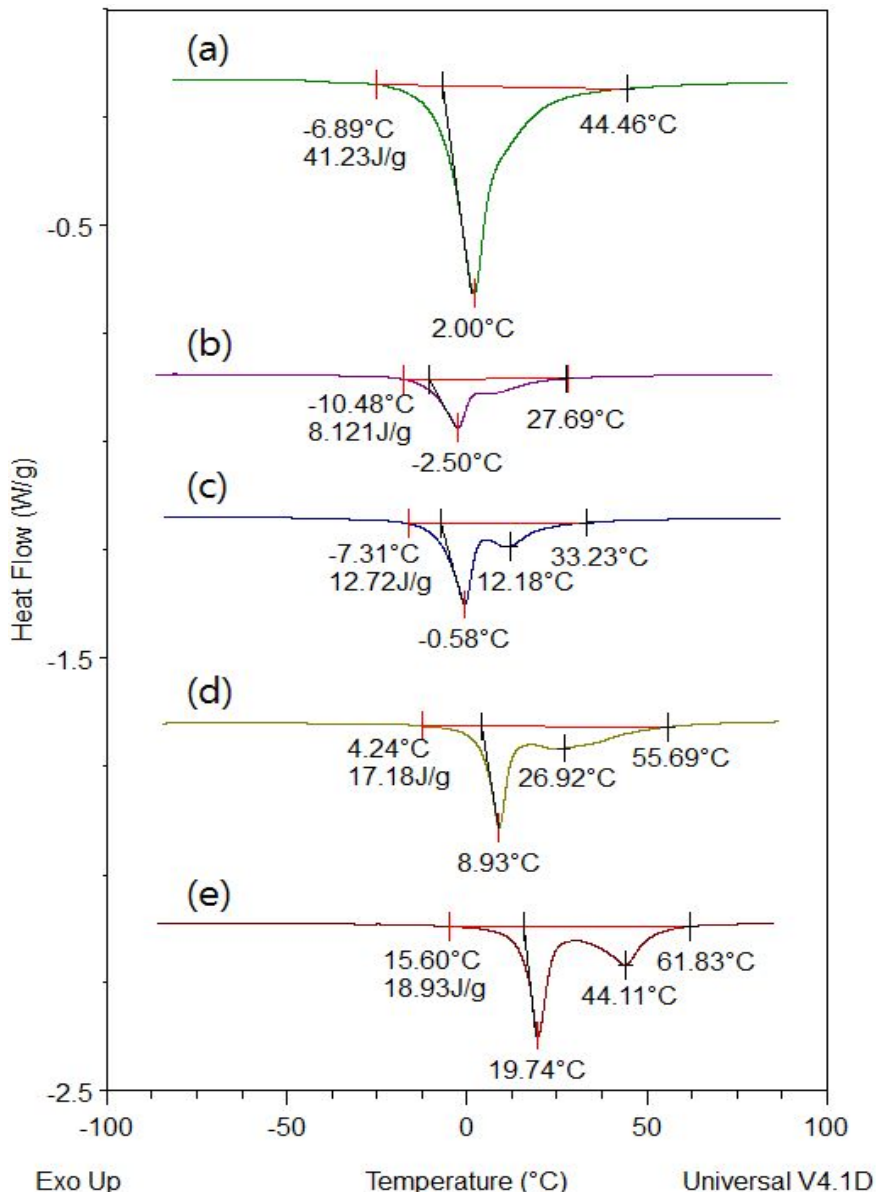 (a)
-6.89°C
41.23J/g
44.46°C
-0.5
2.00°C
(b)
-10.48°C
8.121J/g
27.69°C
-2.50°C
(c)
-7.31°C
12.72J/g
12.18°C
33.23°C
-0.58°C
Heat Flow (W/g)
-1.5
(d)
4.24°C
17.18J/g
26.92°C
55.69°C
8.93°C
(e)
15.60°C
18.93J/g
61.83°C
44.11°C
19.74°C
-2.5
-100 -50 0 50 100
Exo Up Temperature (°C) Universal V4.1D